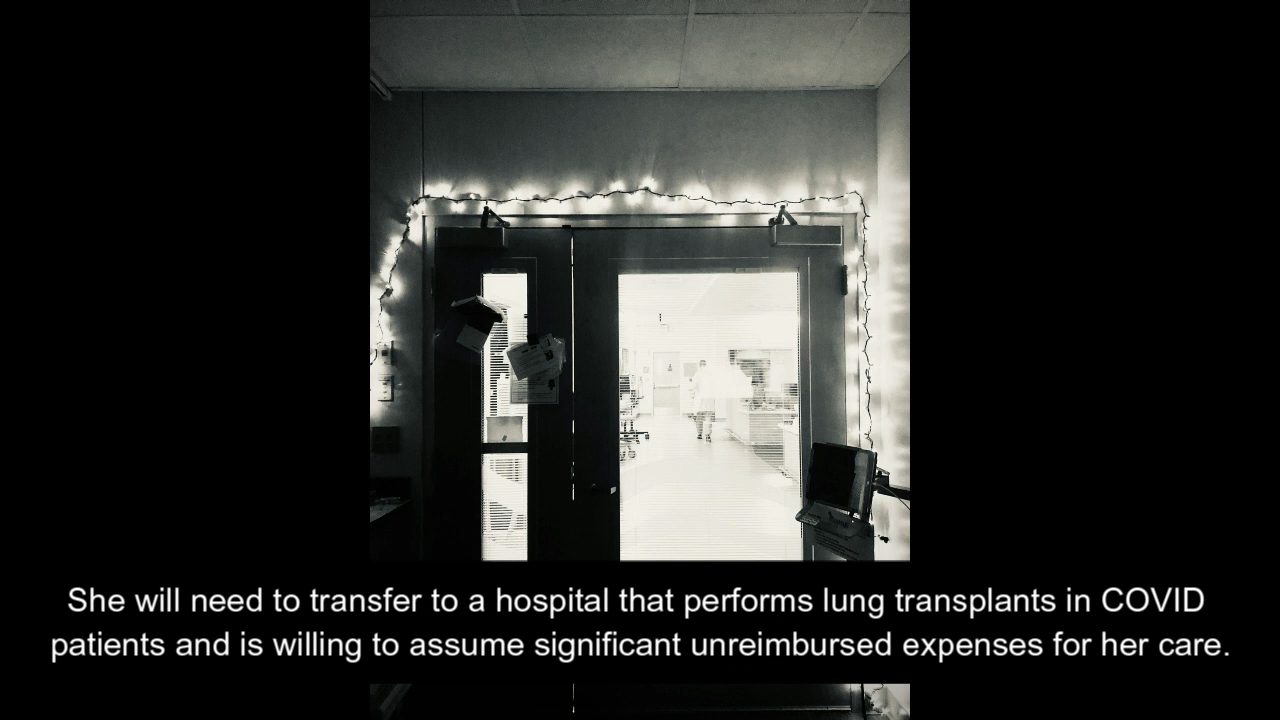 She will need to transfer to a hospital that performs lung transplants in COVID
patients and is willing to assume significant unreimbursed expenses for her care.